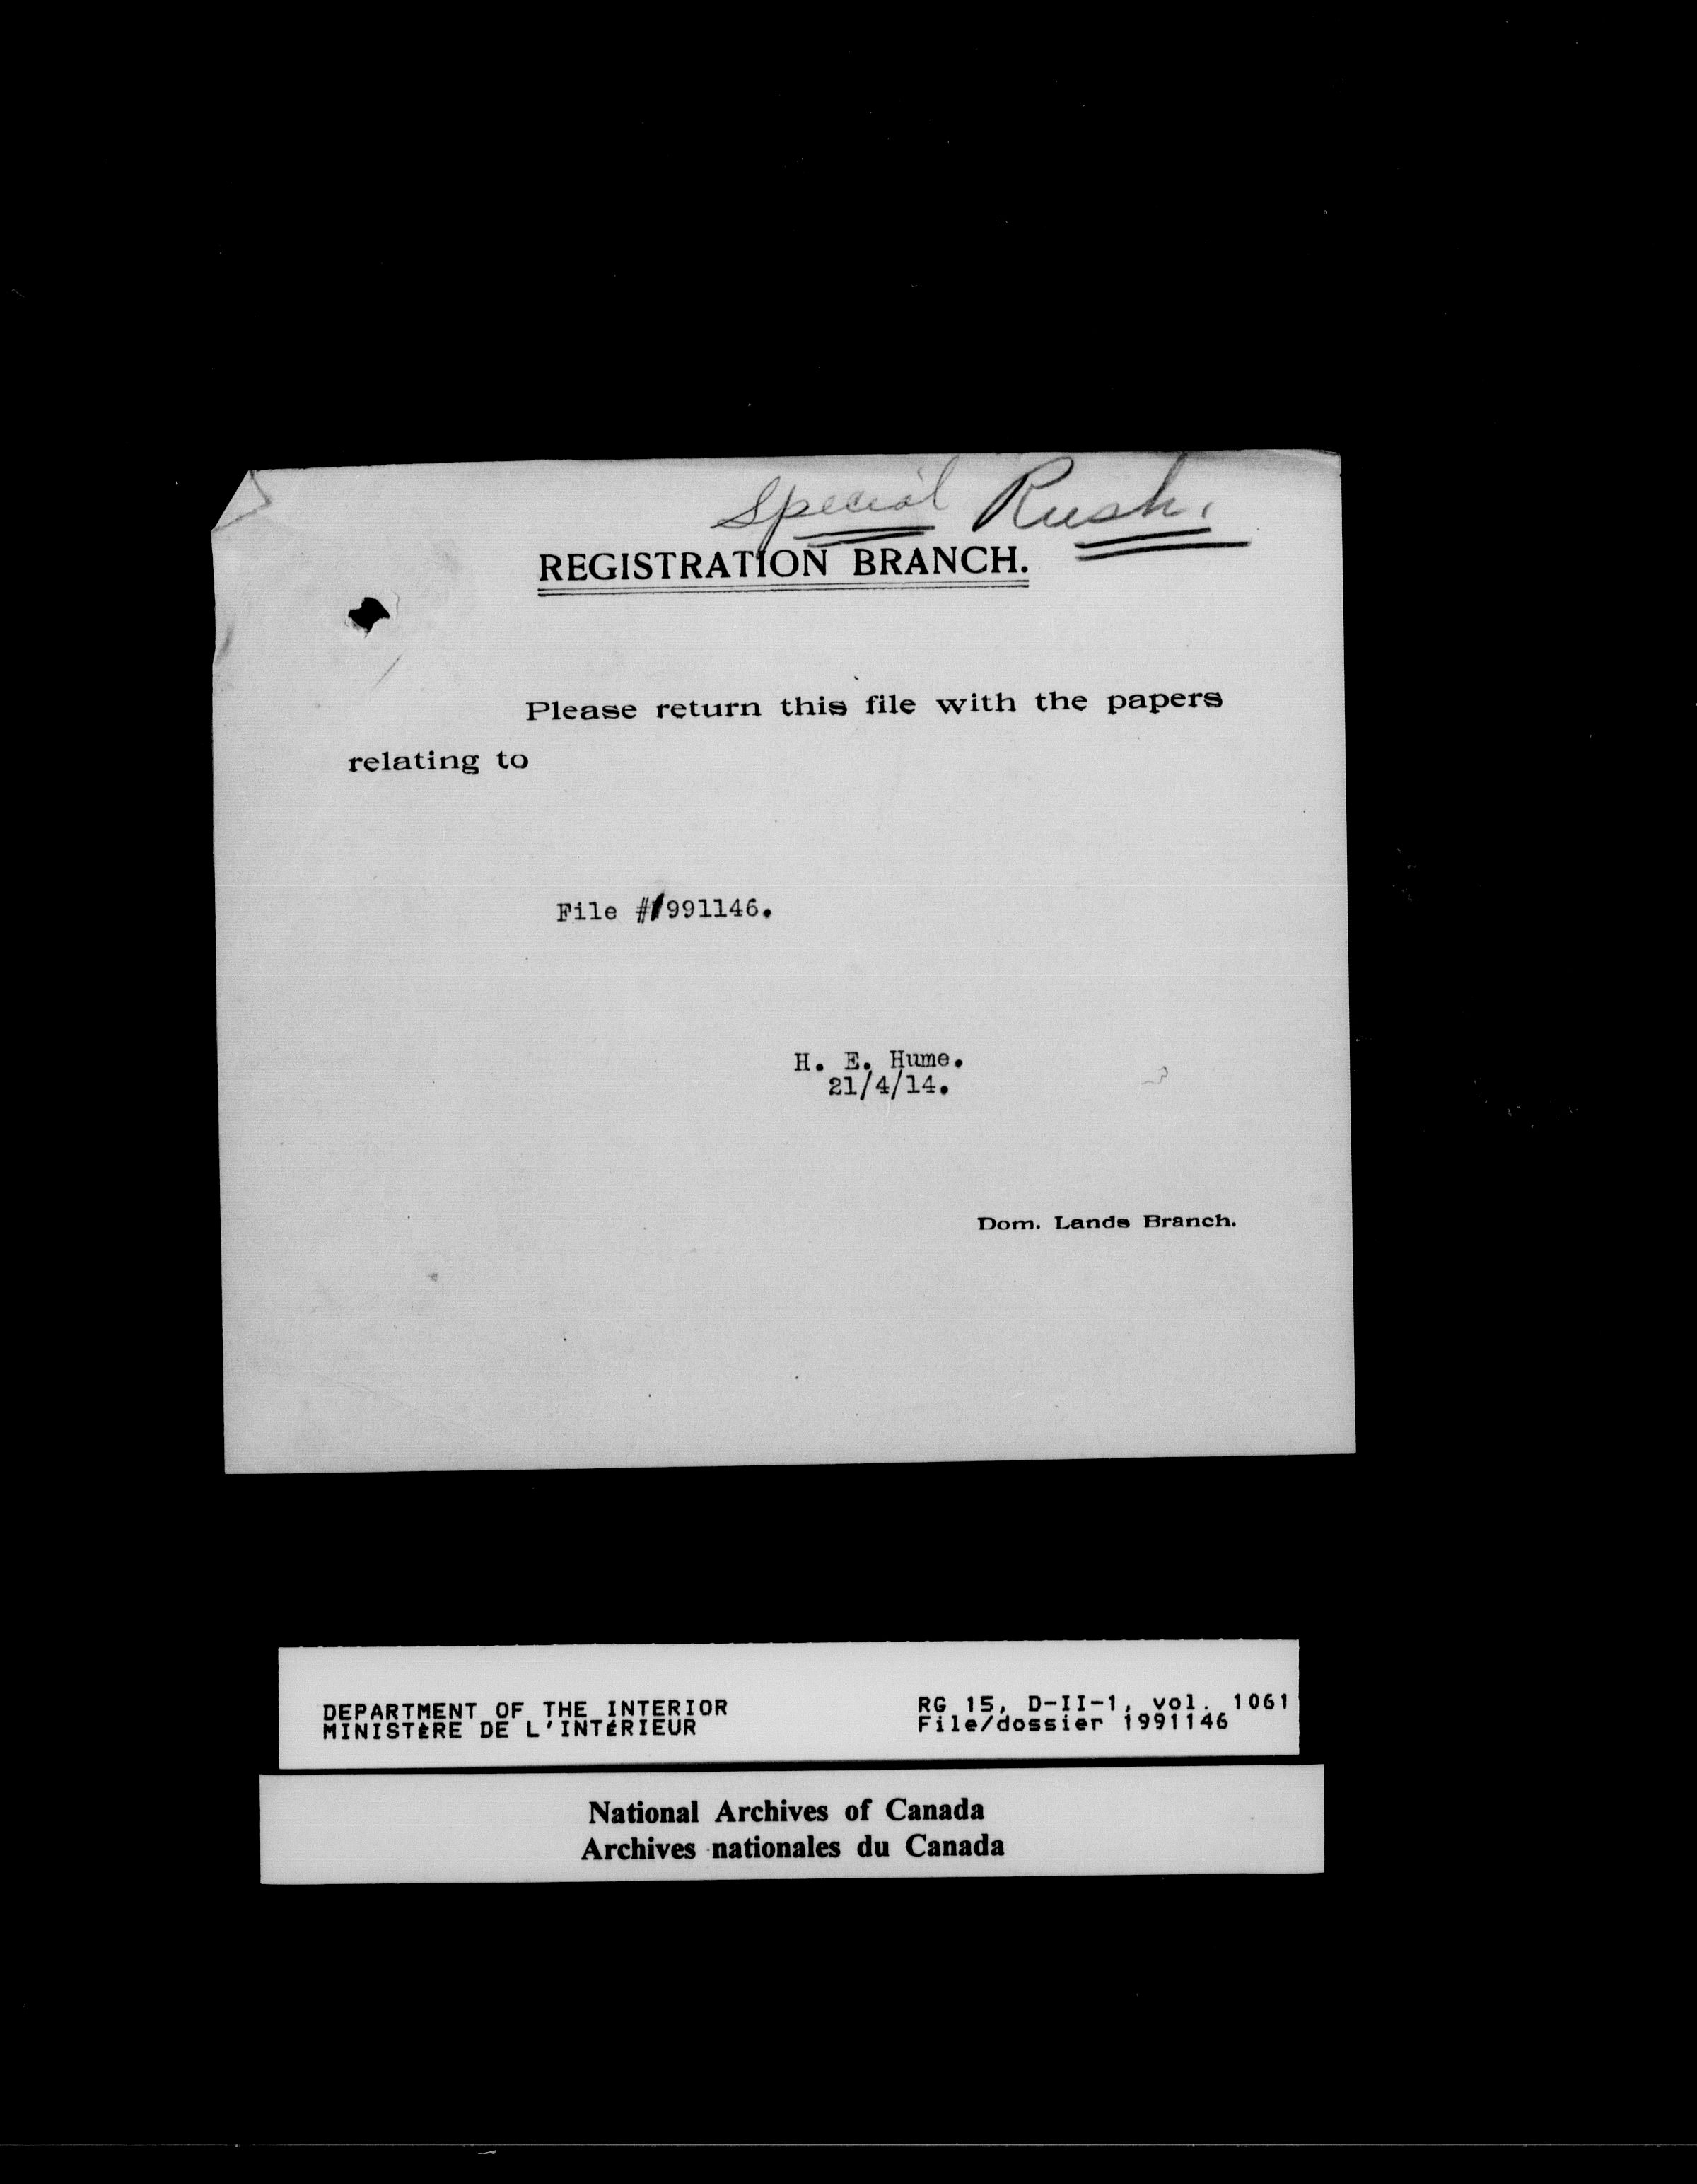 Special Rush.
REGISTRATION BRANCH.
Please return this file with the papers
relating to
File #1991146.
H. E. Hume.
21/4/14.
Dom. Lands Branch.
DEPARTMENT OF THE INTERIOR
MINISTÈRE DE L'INTÉRIEUR
RG 15, D-II-1, vol. 1061
File/dossier 1991146
National Archives of Canada
Archives nationales du Canada